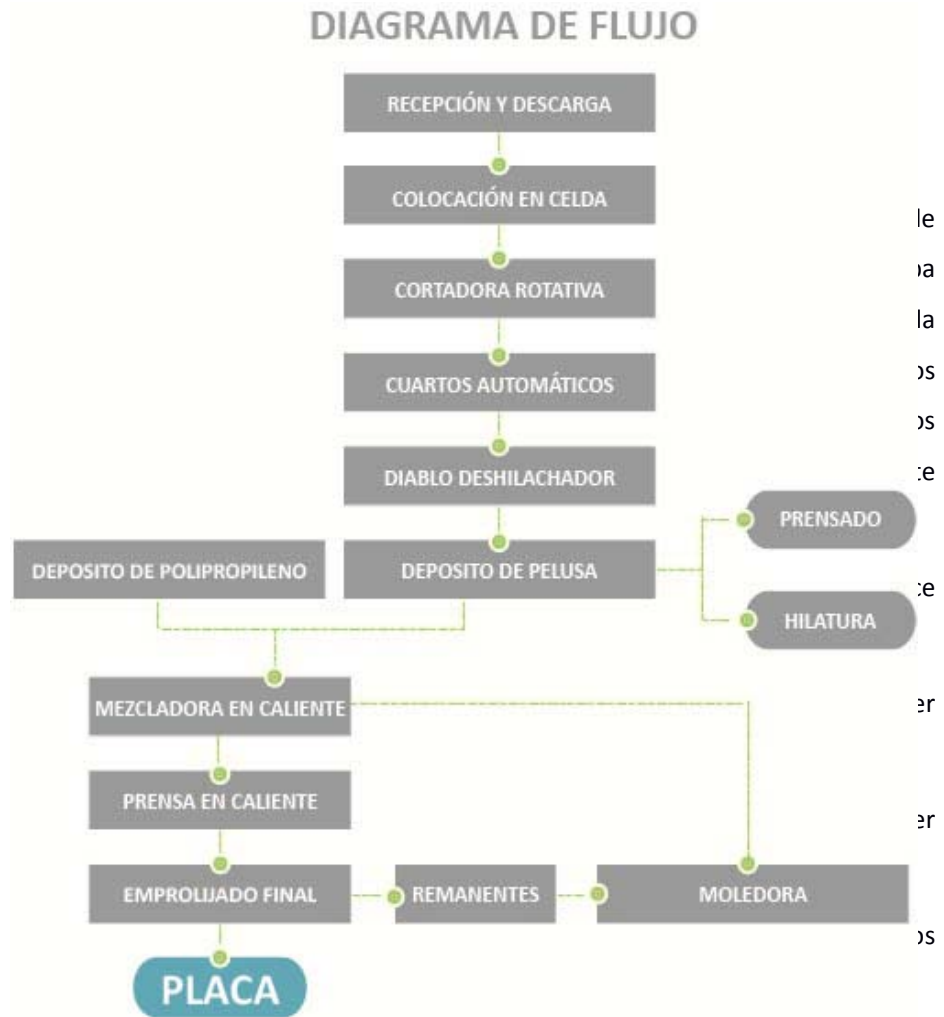 DIAGRAMA DE FLUJO
RECEPCIÓN Y DESCARGA
COLOCACIÓN EN CELDA
CORTADORA ROTATIVA
CUARTOS AUTOMÁTICOS
DIABLO DESHILACHADOR
PRENSADO
DEPOSITO DE POLIPROPILENO
DEPOSITO DE PELUSA
HILATURA
MEZCLADORA EN CALIENTE
PRENSA EN CALIENTE
EMPROLIJADO FINAL
REMANENTES
MOLEDORA
PLACA